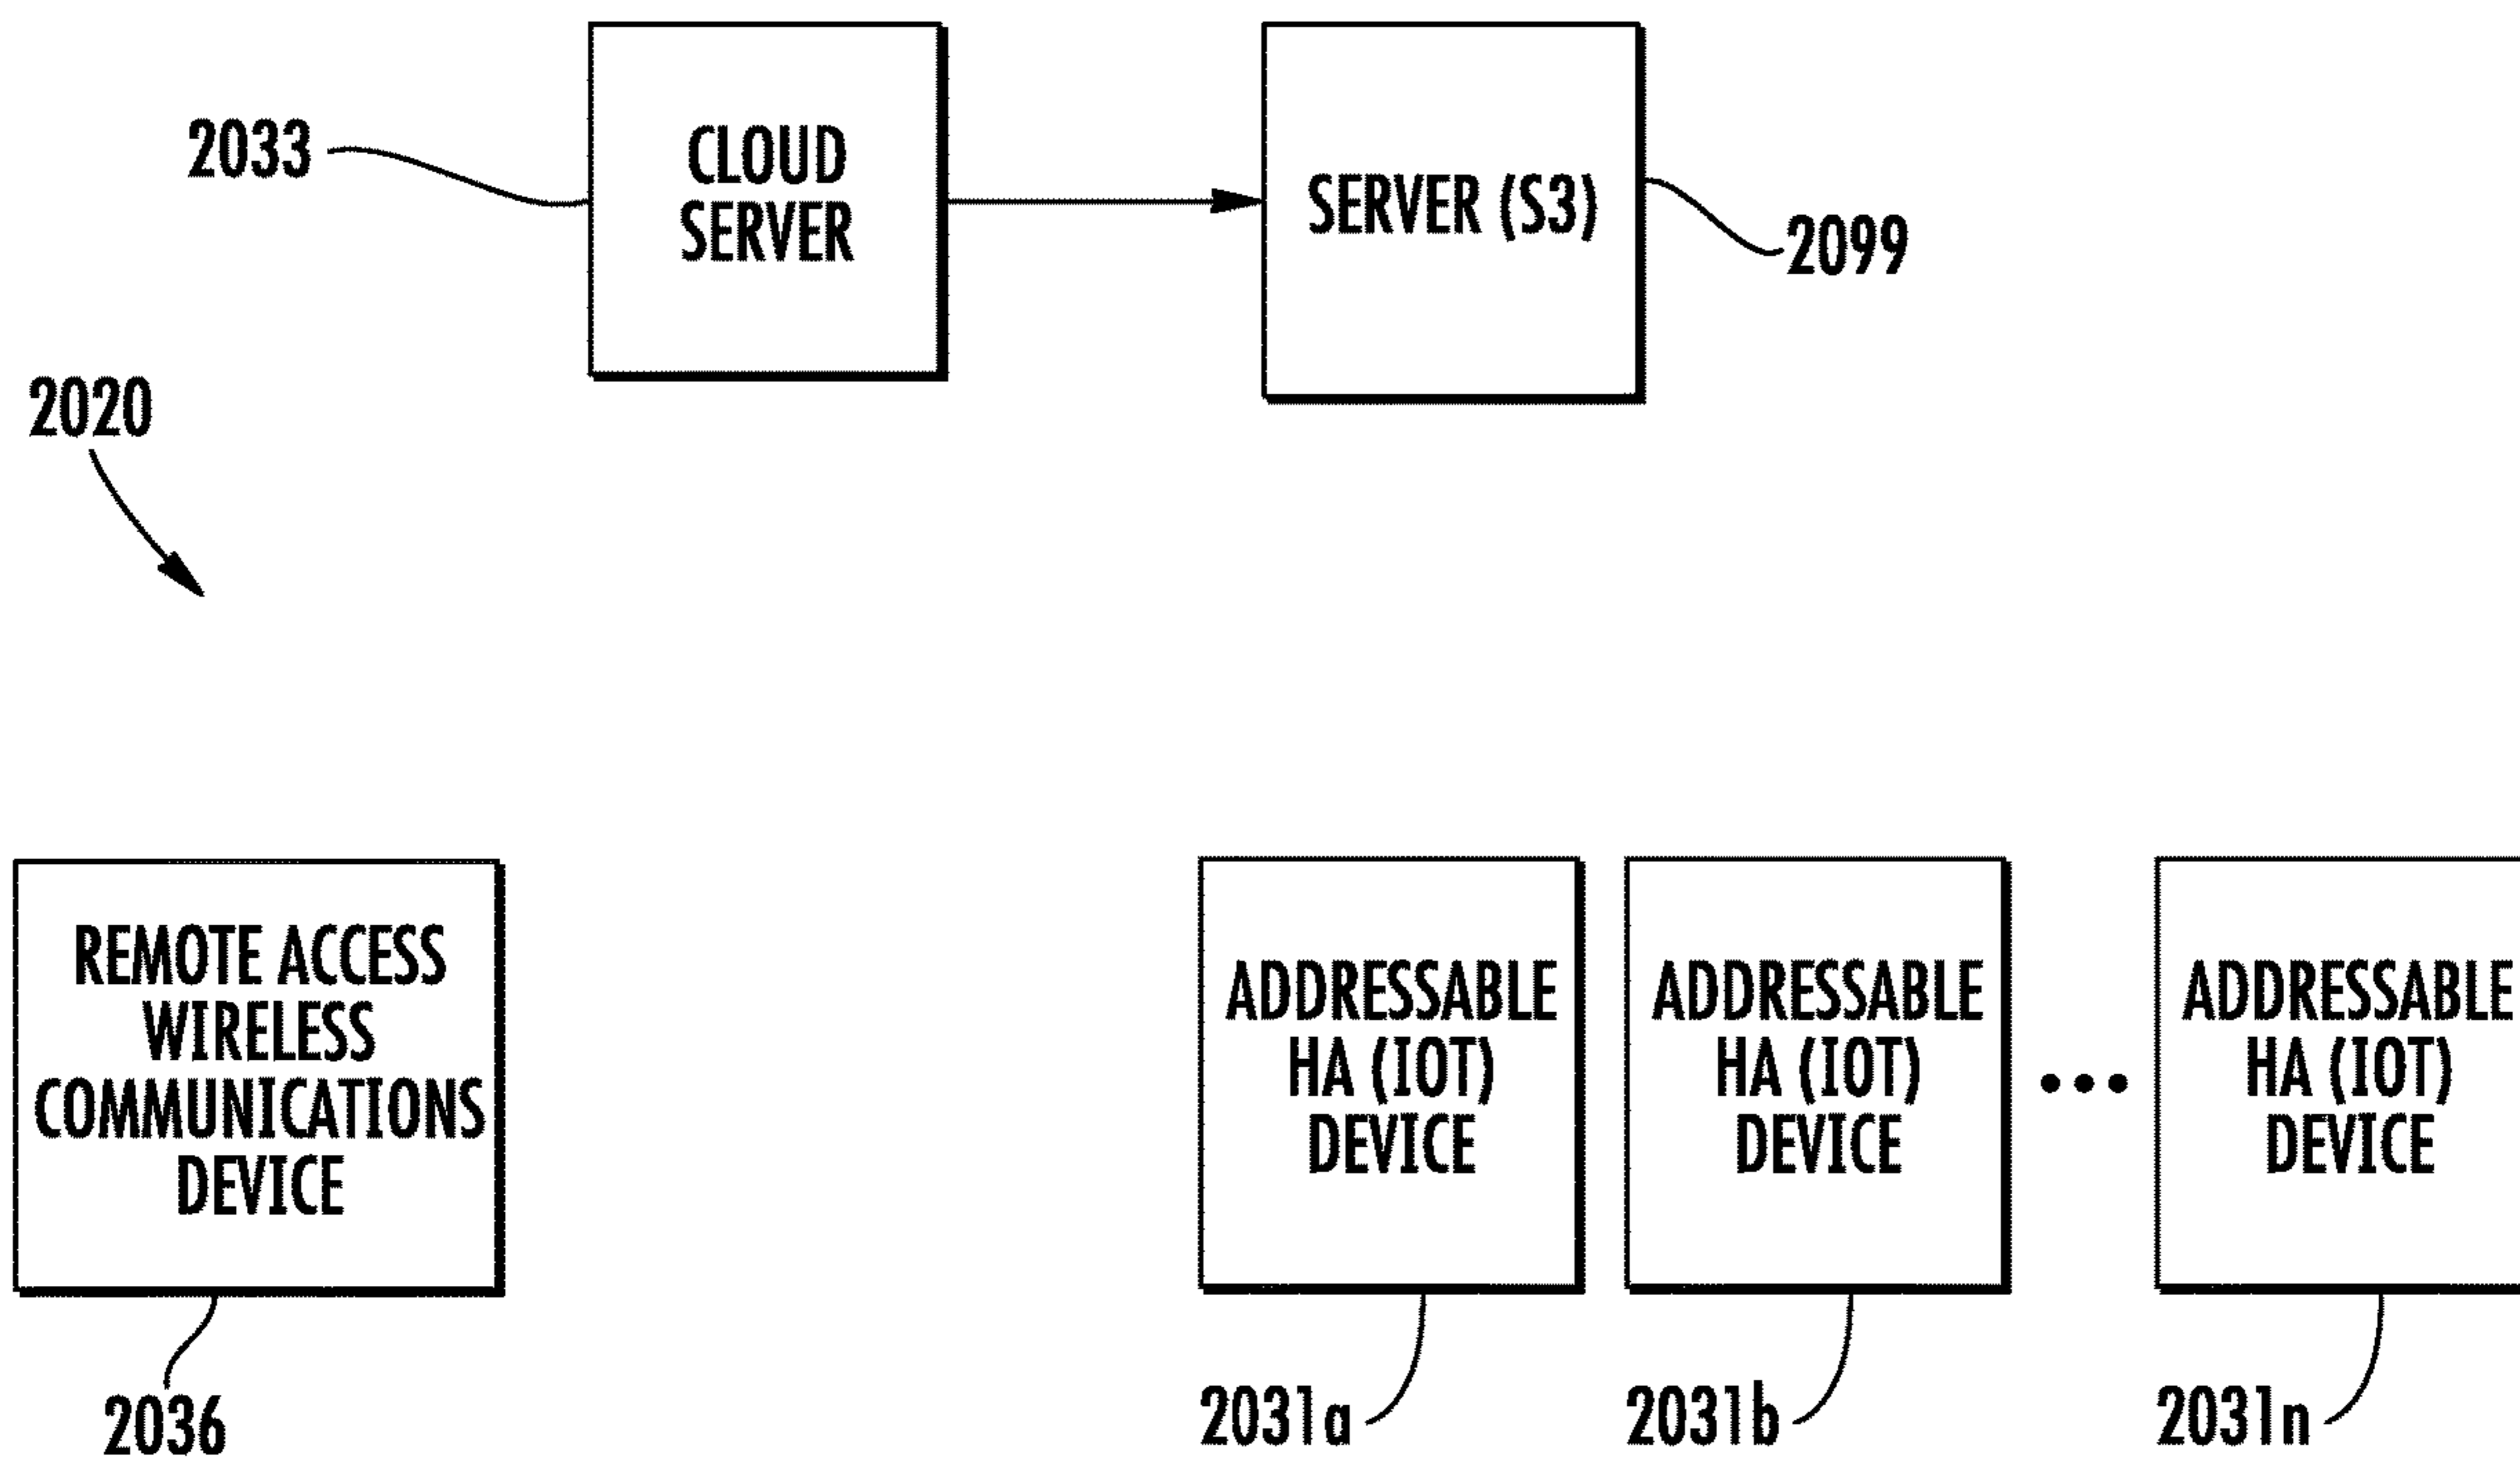 2033
CLOUD
SERVER
SERVER (S3)
2099
2020
REMOTE ACCESS
WIRELESS
COMMUNICATIONS
DEVICE
2036
ADDRESSABLE
HA (IOT)
DEVICE
2031a
ADDRESSABLE
HA (IOT)
DEVICE
2031b
ADDRESSABLE
HA (IOT)
DEVICE
2031n